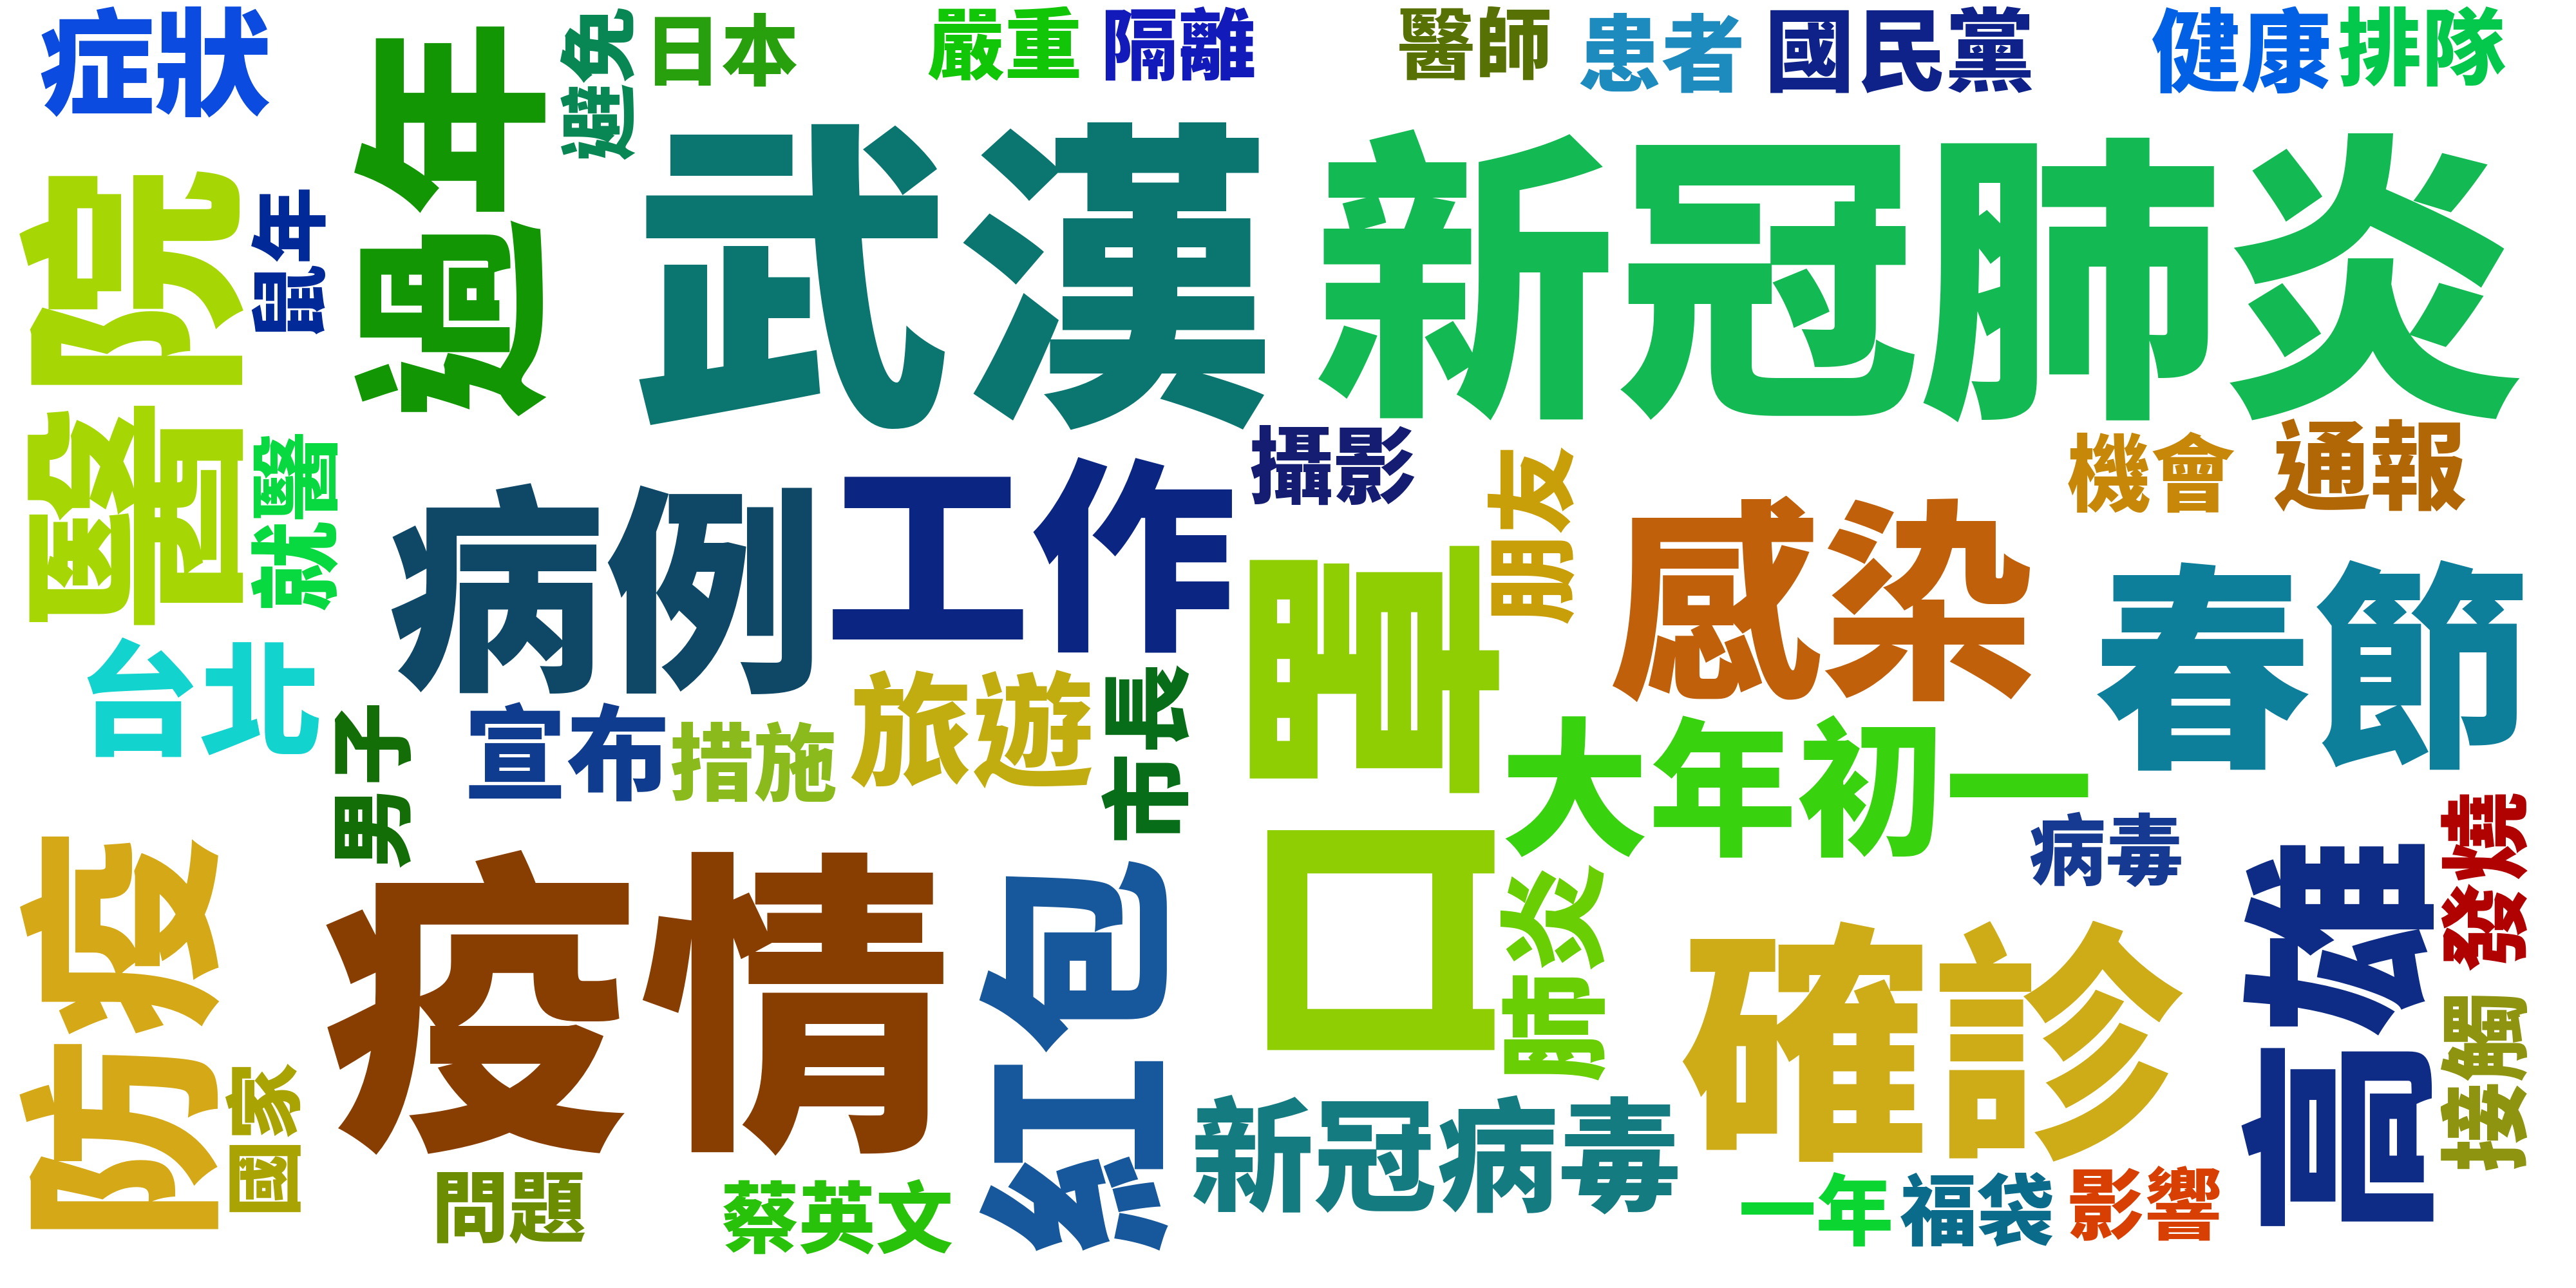 症狀
過年
避免
日本
嚴重
隔離
醫師
患者
國民黨
健康
排隊
醫院
鼠年
武漢
新冠肺炎
就醫
病例
工作
攝影
朋友
感染
機會
通報
春節
台北
男子
宣布
措施
旅遊
市長
口罩
大年初一
病毒
發燒
防疫
國家
疫情
紅包
肺炎
確診
高雄
接觸
新冠病毒
問題
蔡英文
一年
福袋
影響